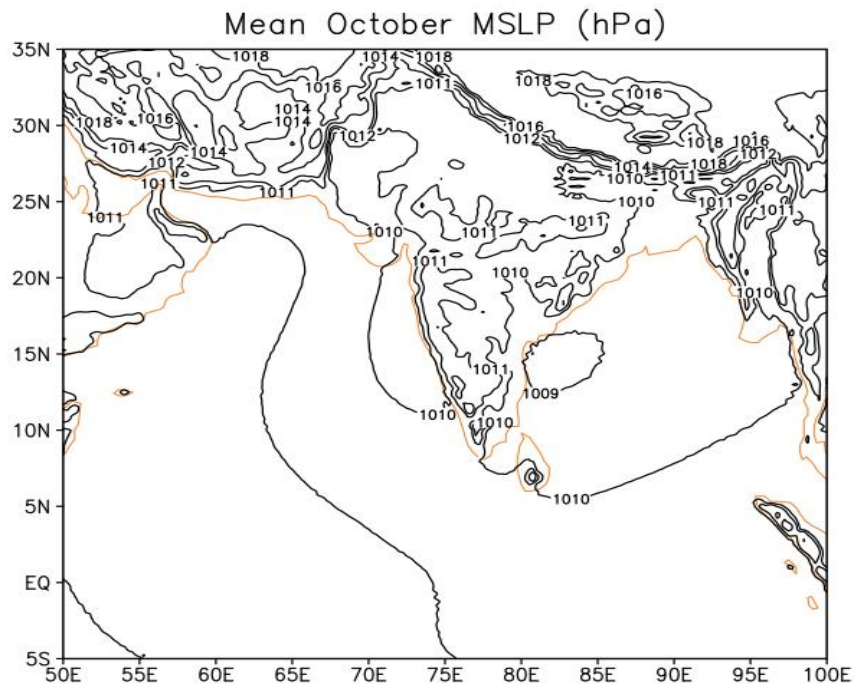 Mean October MSLP (hPa)
35N
1018 1014 1018
1016 1011 1018
1016
30N
1018 1014 1014 1012 1016 1012 1018 1016
1014 1012 1014 1014 1018 1012
1011 1011 1010 1011
25N
1011 1010 1011 1010 1011 1011
1011 1010
20N
1010
15N
1011
1009
10N
1010 1010
5N
1010
EQ
5S
50E 55E 60E 65E 70E 75E 80E 85E 90E 95E 100E